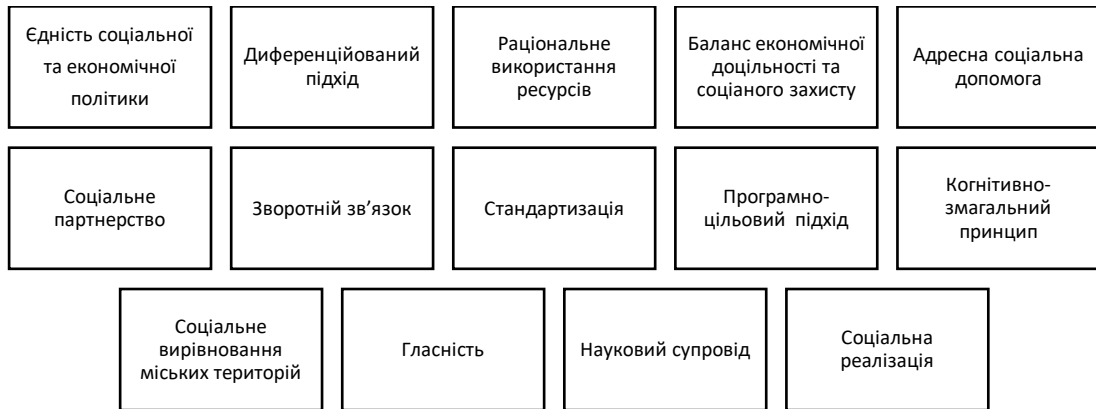 Єдність соціальної
та економічної
політики
Диференційований
підхід
Раціональне
використання
ресурсів
Баланс економічної
доцільності та
соціаного захисту
Адресна соціальна
допомога
Соціальне
партнерство
Зворотній зв’язок
Стандартизація
Програмно-
цільовий підхід
Когнітивно-
змагальний
принцип
Соціальне
вирівновання
міських територій
Гласність
Науковий супровід
Соціальна
реалізація